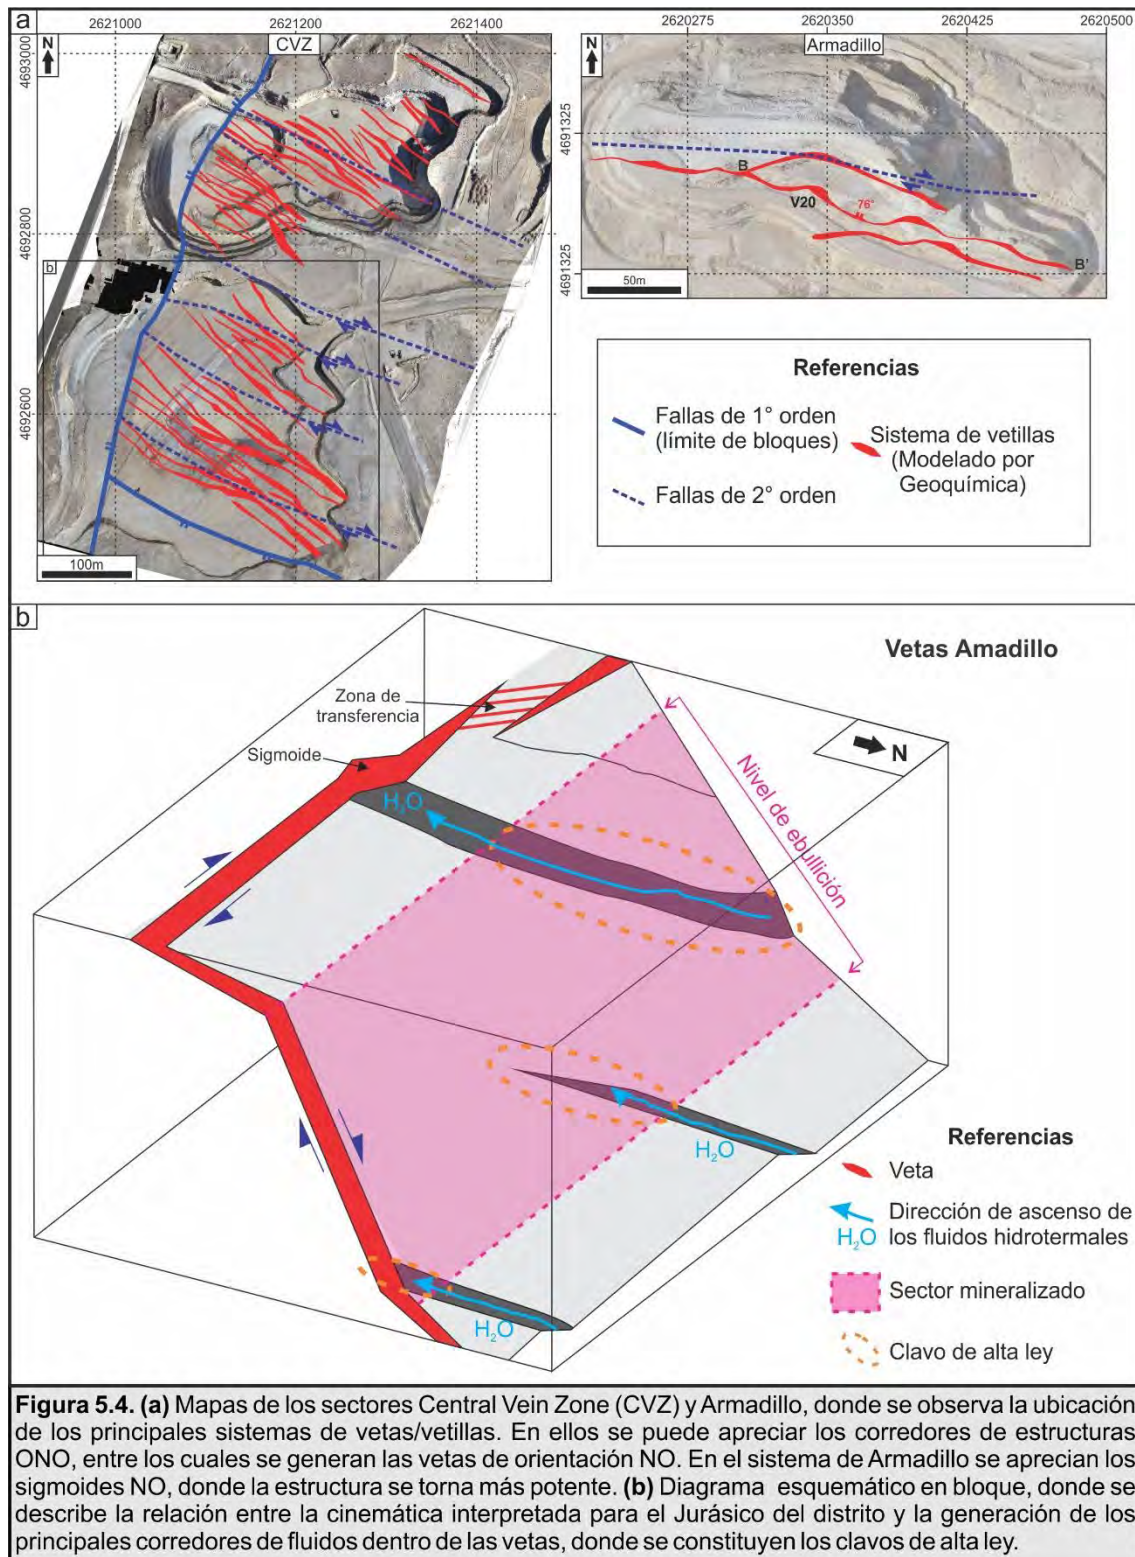 a
2621000
2621200
2621400
2620275
2620350
2620425
2620500
N
CVZ
4693000
4692800
4692600
b
100m
N
Armadillo
4691325
4691325
B
V20
76°
B'
50m
Referencias
Fallas de 1° orden
(límite de bloques)
Fallas de 2° orden
Sistema de vetillas
(Modelado por
Geoquímica)
b
Vetas Amadillo
Zona de
transferencia
Sigmoide
N
Nivel de ebullición
H₂O
H₂O
H₂O
Referencias
Veta
Dirección de ascenso de
H₂O los fluidos hidrotermales
Sector mineralizado
Clavo de alta ley
Figura 5.4. (a) Mapas de los sectores Central Vein Zone (CVZ) y Armadillo, donde se observa la ubicación
de los principales sistemas de vetas/vetillas. En ellos se puede apreciar los corredores de estructuras
ONO, entre los cuales se generan las vetas de orientación NO. En el sistema de Armadillo se aprecian los
sigmoides NO, donde la estructura se torna más potente. (b) Diagrama esquemático en bloque, donde se
describe la relación entre la cinemática interpretada para el Jurásico del distrito y la generación de los
principales corredores de fluidos dentro de las vetas, donde se constituyen los clavos de alta ley.